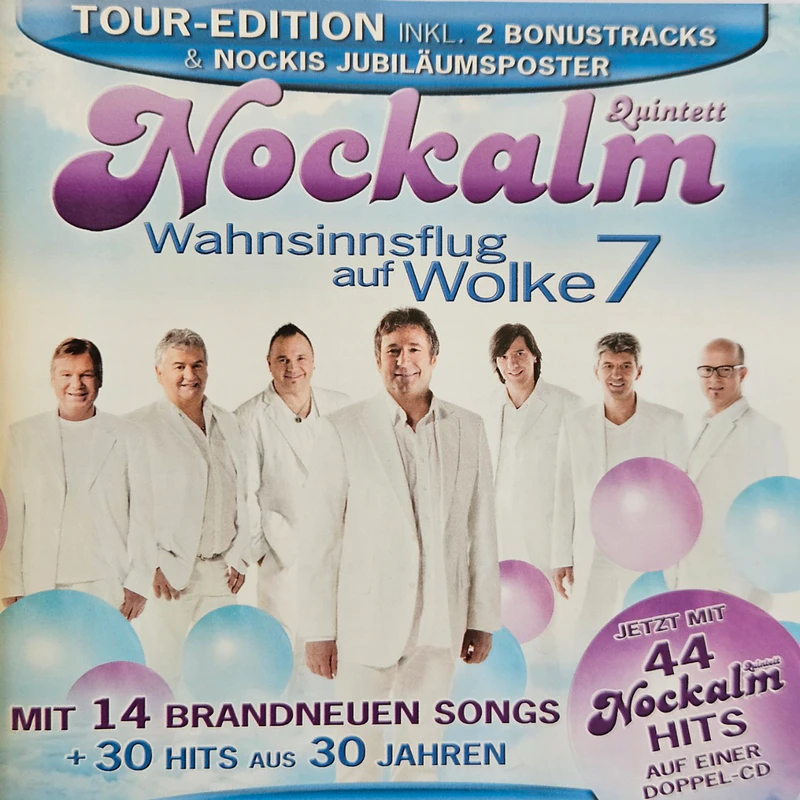 TOUR-EDITION INKL. 2 BONUSTRACKS
& NOCKIS JUBILÄUMSPOSTER
Nockalm Quintett
Wahnsinnsflug
auf Wolke 7
MIT 14 BRANDNEUEN SONGS
+ 30 HITS AUS 30 JAHREN
JETZT MIT
44
Nockalm Quintett
HITS
AUF EINER
DOPPEL-CD